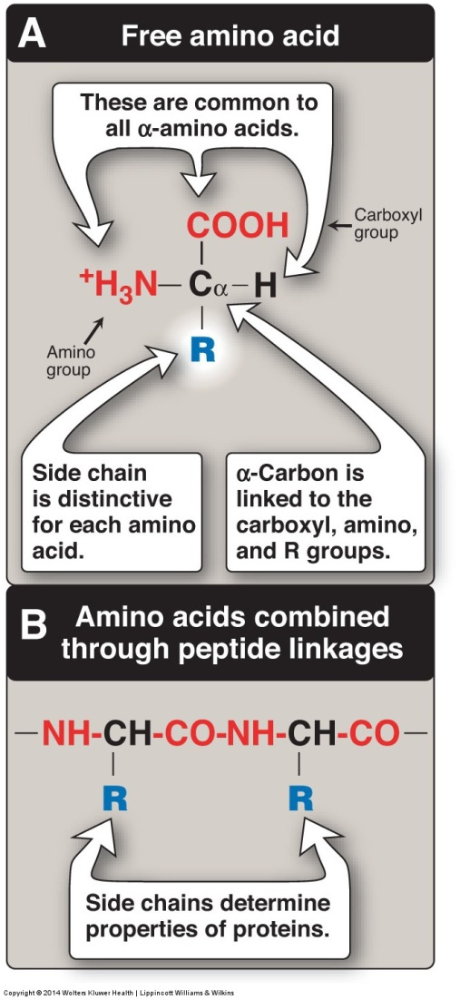 A Free amino acid
These are common to
all α-amino acids.
COOH
Carboxyl
group
⁺H₃N—Cα—H
R
Amino
group
Side chain
is distinctive
for each amino
acid.
α-Carbon is
linked to the
carboxyl, amino,
and R groups.
B Amino acids combined
through peptide linkages
—NH-CH-CO-NH-CH-CO—
R R
Side chains determine
properties of proteins.
Copyright © 2014 Wolters Kluwer Health | Lippincott Williams & Wilkins